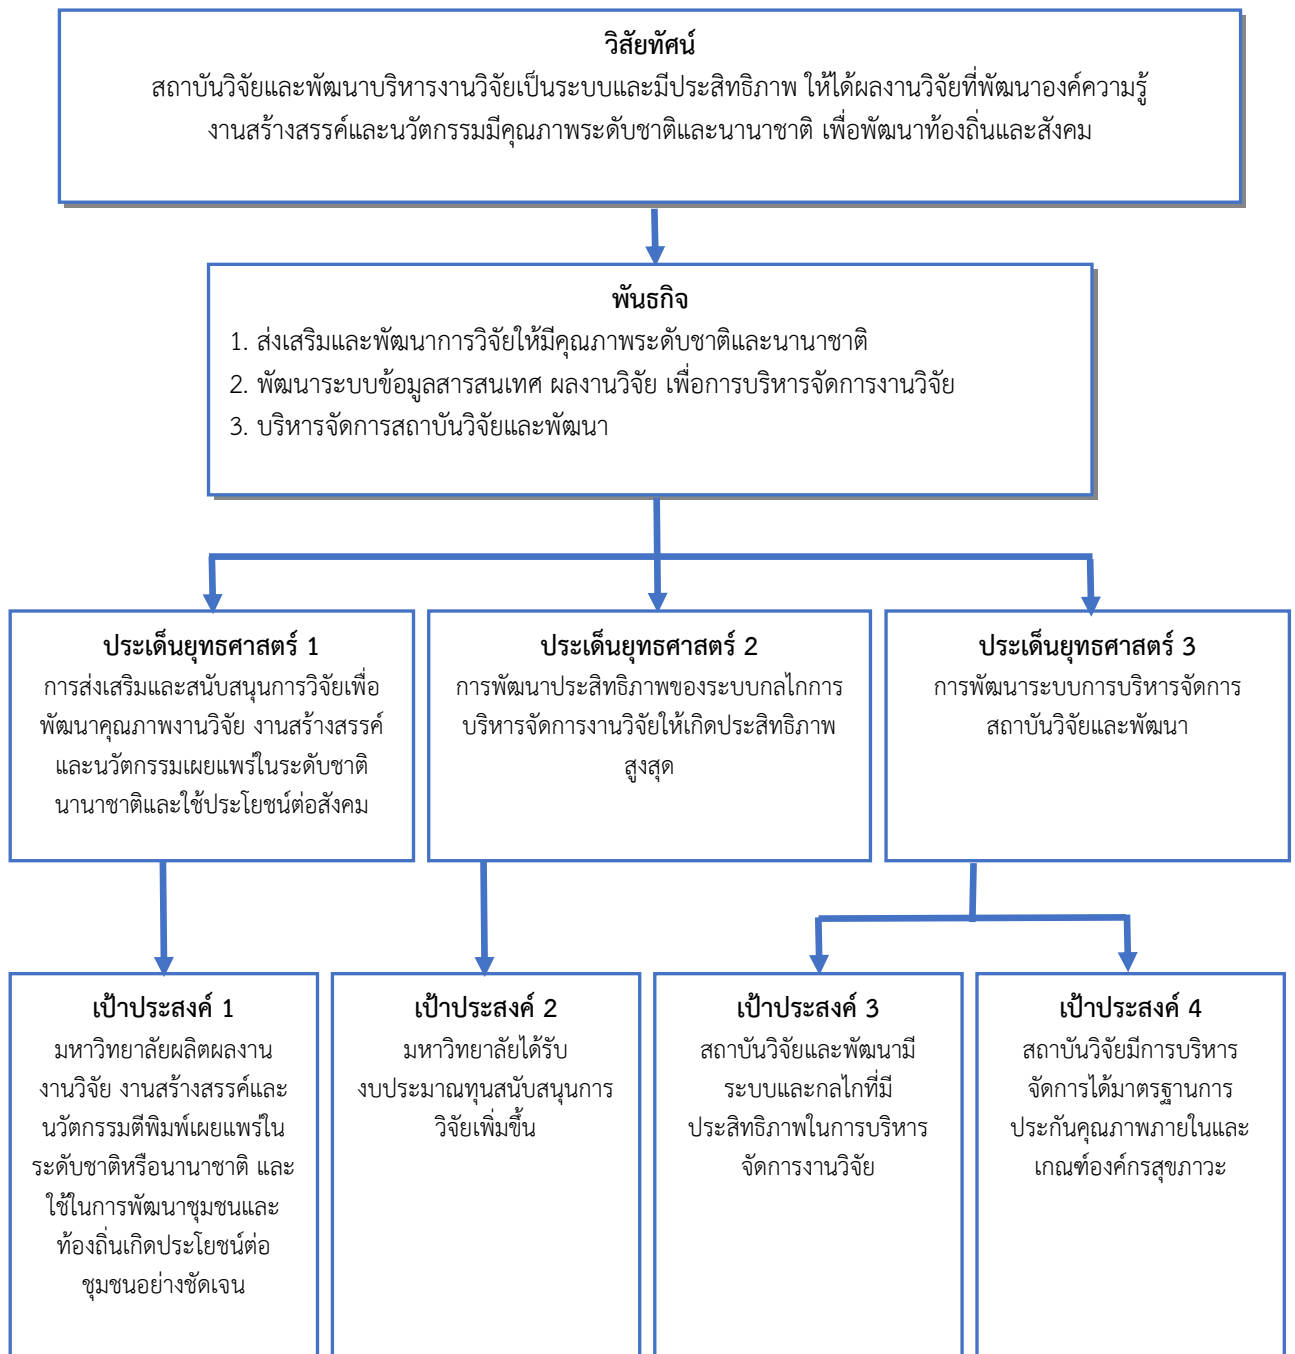 วิสัยทัศน์
สถาบันวิจัยและพัฒนาบริหารงานวิจัยเป็นระบบและมีประสิทธิภาพ ให้ได้ผลงานวิจัยที่พัฒนาองค์ความรู้
งานสร้างสรรค์และนวัตกรรมมีคุณภาพระดับชาติและนานาชาติ เพื่อพัฒนาท้องถิ่นและสังคม
พันธกิจ
1. ส่งเสริมและพัฒนาการวิจัยให้มีคุณภาพระดับชาติและนานาชาติ
2. พัฒนาระบบข้อมูลสารสนเทศ ผลงานวิจัย เพื่อการบริหารจัดการงานวิจัย
3. บริหารจัดการสถาบันวิจัยและพัฒนา
ประเด็นยุทธศาสตร์ 1
การส่งเสริมและสนับสนุนการวิจัยเพื่อ
พัฒนาคุณภาพงานวิจัย งานสร้างสรรค์
และนวัตกรรมเผยแพร่ในระดับชาติ
นานาชาติและใช้ประโยชน์ต่อสังคม
ประเด็นยุทธศาสตร์ 2
การพัฒนาประสิทธิภาพของระบบกลไกการ
บริหารจัดการงานวิจัยให้เกิดประสิทธิภาพ
สูงสุด
ประเด็นยุทธศาสตร์ 3
การพัฒนาระบบการบริหารจัดการ
สถาบันวิจัยและพัฒนา
เป้าประสงค์ 1
มหาวิทยาลัยผลิตผลงาน
งานวิจัย งานสร้างสรรค์และ
นวัตกรรมตีพิมพ์เผยแพร่ใน
ระดับชาติหรือนานาชาติ และ
ใช้ในการพัฒนาชุมชนและ
ท้องถิ่นเกิดประโยชน์ต่อ
ชุมชนอย่างชัดเจน
เป้าประสงค์ 2
มหาวิทยาลัยได้รับ
งบประมาณทุนสนับสนุนการ
วิจัยเพิ่มขึ้น
เป้าประสงค์ 3
สถาบันวิจัยและพัฒนามี
ระบบและกลไกที่มี
ประสิทธิภาพในการบริหาร
จัดการงานวิจัย
เป้าประสงค์ 4
สถาบันวิจัยมีการบริหาร
จัดการได้มาตรฐานการ
ประกันคุณภาพภายในและ
เกณฑ์องค์กรสุขภาวะ